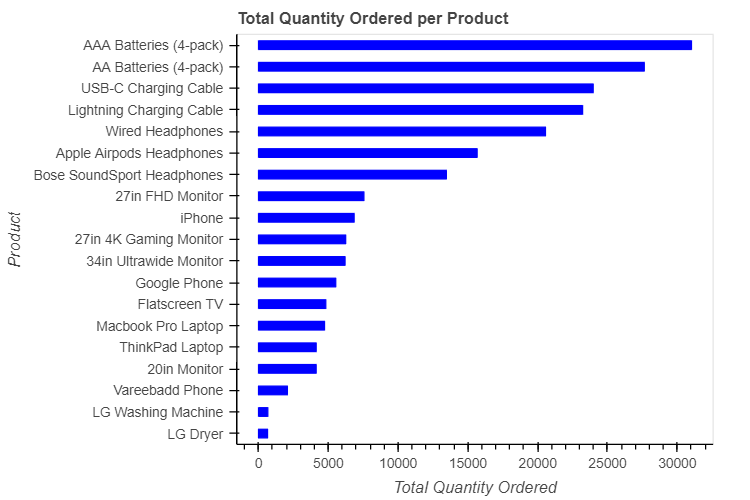 Total Quantity Ordered per Product
AAA Batteries (4-pack)
AA Batteries (4-pack)
USB-C Charging Cable
Lightning Charging Cable
Wired Headphones
Apple Airpods Headphones
Bose SoundSport Headphones
27in FHD Monitor
iPhone
27in 4K Gaming Monitor
34in Ultrawide Monitor
Google Phone
Flatscreen TV
Macbook Pro Laptop
ThinkPad Laptop
20in Monitor
Vareebadd Phone
LG Washing Machine
LG Dryer
Product
0 5000 10000 15000 20000 25000 30000
Total Quantity Ordered